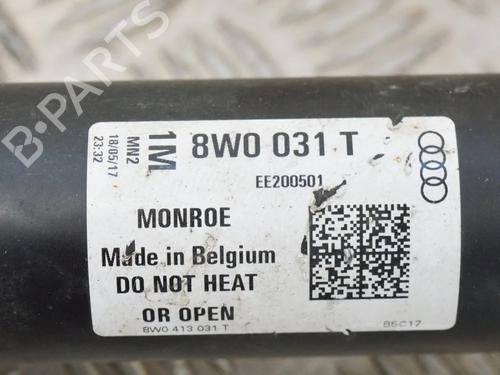 1M 8W0 031 T
MN2
18/05/17
23:32
EE200501
MONROE
Made in Belgium
DO NOT HEAT
OR OPEN
8W0 413 031 T
BSC17
B-PARTS